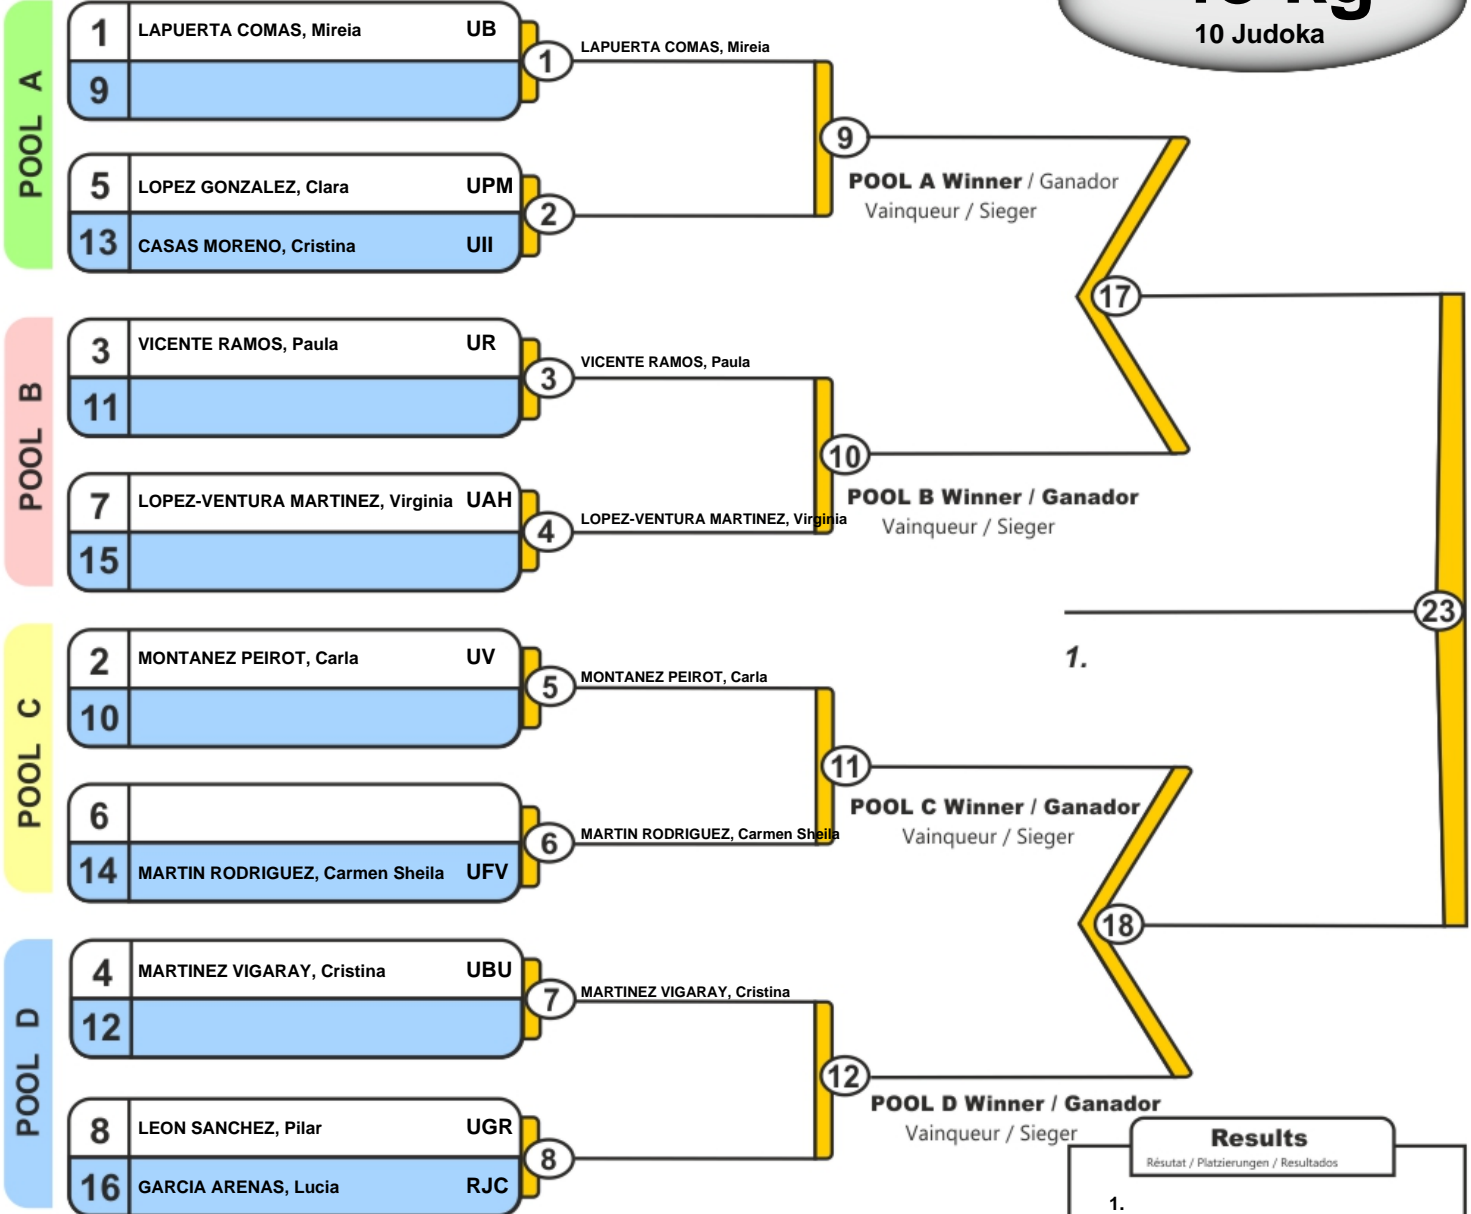 10 Judoka
POOL A
1 LAPUERTA COMAS, Mireia UB
9
1
LAPUERTA COMAS, Mireia
5 LOPEZ GONZALEZ, Clara UPM
13 CASAS MORENO, Cristina UII
2
9
POOL A Winner / Ganador
Vainqueur / Sieger
POOL B
3 VICENTE RAMOS, Paula UR
11
3
VICENTE RAMOS, Paula
7 LOPEZ-VENTURA MARTINEZ, Virginia UAH
15
4
LOPEZ-VENTURA MARTINEZ, Virginia
10
POOL B Winner / Ganador
Vainqueur / Sieger
17
23
1.
POOL C
2 MONTANEZ PEIROT, Carla UV
10
5
MONTANEZ PEIROT, Carla
6
14 MARTIN RODRIGUEZ, Carmen Sheila UFV
6
MARTIN RODRIGUEZ, Carmen Sheila
11
POOL C Winner / Ganador
Vainqueur / Sieger
18
POOL D
4 MARTINEZ VIGARAY, Cristina UBU
12
7
MARTINEZ VIGARAY, Cristina
8 LEON SANCHEZ, Pilar UGR
16 GARCIA ARENAS, Lucia RJC
8
12
POOL D Winner / Ganador
Vainqueur / Sieger
Results
Résutat / Platzierungen / Resultados
1.